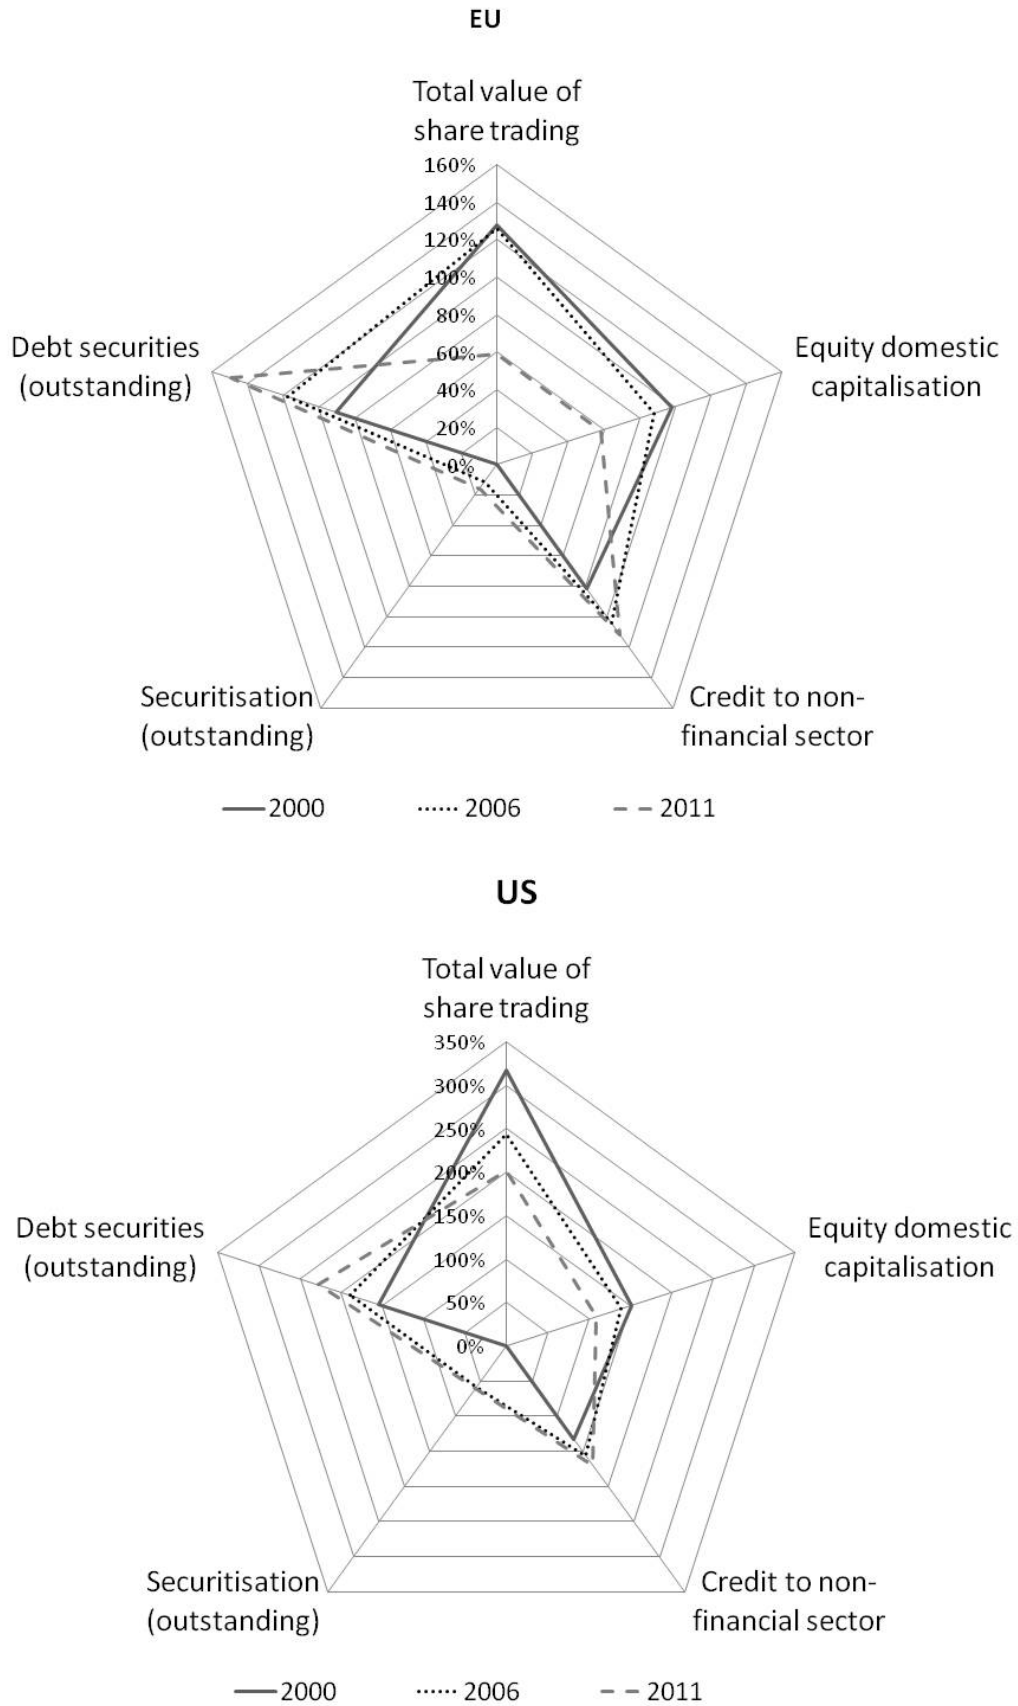 EU
Total value of
share trading
160%
140%
120%
100%
80%
60%
40%
20%
0%
Debt securities
(outstanding)
Equity domestic
capitalisation
Securitisation
(outstanding)
Credit to non-
financial sector
2000 2006 2011
US
Total value of
share trading
350%
300%
250%
200%
150%
100%
50%
0%
Debt securities
(outstanding)
Equity domestic
capitalisation
Securitisation
(outstanding)
Credit to non-
financial sector
2000 2006 2011